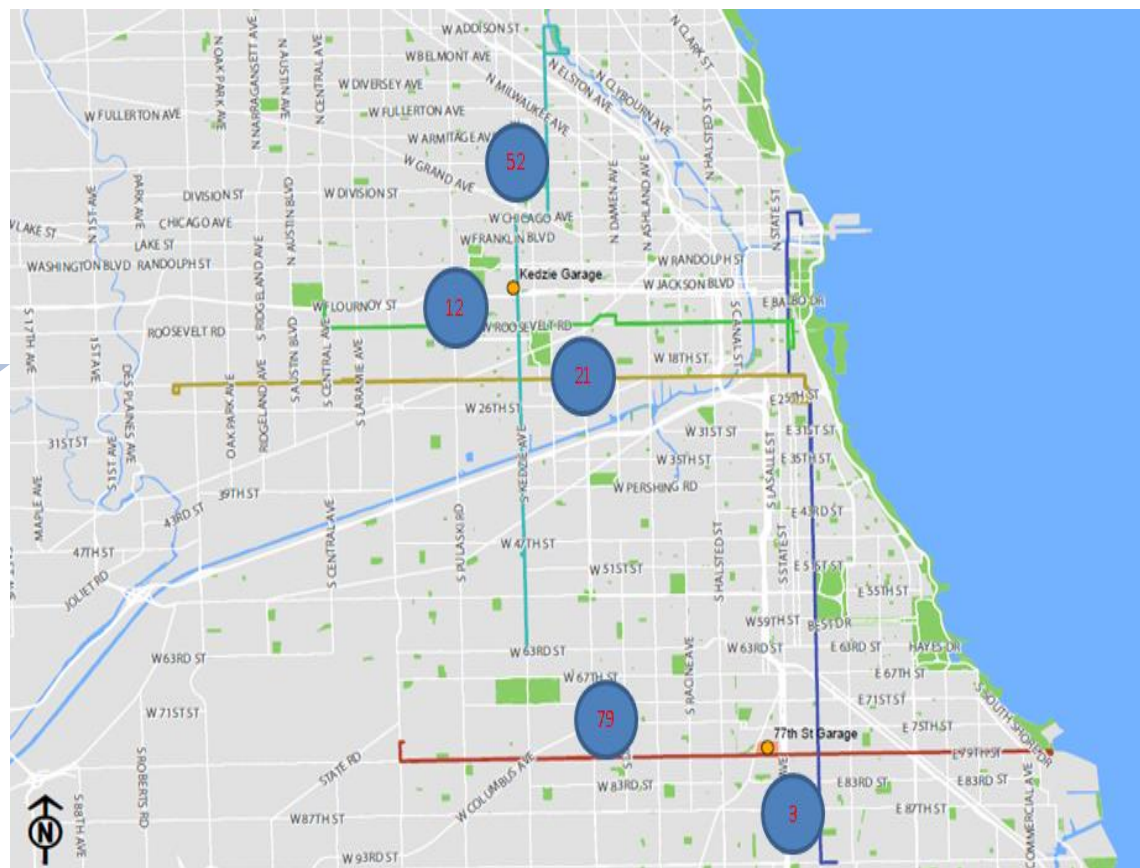 W ADDISON ST
N CLARK ST
W BELMONT AVE
N OAK PARK AVE
N NARRAGANSETT AVE
N AUSTIN AVE
N CENTRAL AVE
W DIVERSEY AVE
N ELSTON AVE
N CLYBOURN AVE
N MILWAUKEE AVE
W FULLERTON AVE
W FULLERTON AVE
N HALSTED ST
W ARMITAGE AVE
52
W GRAND AVE
DIVISION ST
W DIVISION ST
N 1ST AVE
PARK AVE
N AUSTIN BLVD
N DAMEN AVE
N ASHLAND AVE
N STATE ST
CHICAGO AVE
W CHICAGO AVE
W LAKE ST
LAKE ST
W FRANKLIN BLVD
WASHINGTON BLVD
RANDOLPH ST
W RANDOLPH ST
Kedzie Garage
W JACKSON BLVD
S RIDGELAND AVE
W FLOURNOY ST
12
E BALBO DR
ROOSEVELT RD
W ROOSEVELT RD
S 17TH AVE
1ST AVE
DES PLAINES AVE
S AUSTIN BLVD
S CENTRAL AVE
S LARAMIE AVE
W 18TH ST
S CANAL ST
21
OAK PARK AVE
RIDGELAND AVE
W 26TH ST
E 25TH ST
31ST ST
S 1ST AVE
W 31ST ST
E 31ST ST
W 35TH ST
E 35TH ST
S KEDZIE AVE
S LASALLE ST
MAPLE AVE
39TH ST
W PERSHING RD
43RD ST
E 43RD ST
S CENTRAL AVE
S PULASKI RD
47TH ST
W 47TH ST
S HALSTED ST
S STATE ST
JOLIET RD
W 51ST ST
E 51ST ST
E 55TH ST
W 59TH ST
BEST DR
W 63RD ST
W 63RD ST
W 63RD ST
E 63RD ST
HAYES DR
W 67TH ST
E 67TH ST
S RACINE AVE
W 71ST ST
E 71ST ST
S SOUTH SHORE DR
79
77th St Garage
E 75TH ST
STATE RD
E 79TH ST
S ROBERTS RD
W COLUMBUS AVE
W 83RD ST
E 83RD ST
E 83RD ST
S 88TH AVE
W 87TH ST
3
E 87TH ST
COMMERCIAL AVE
W 93RD ST
N